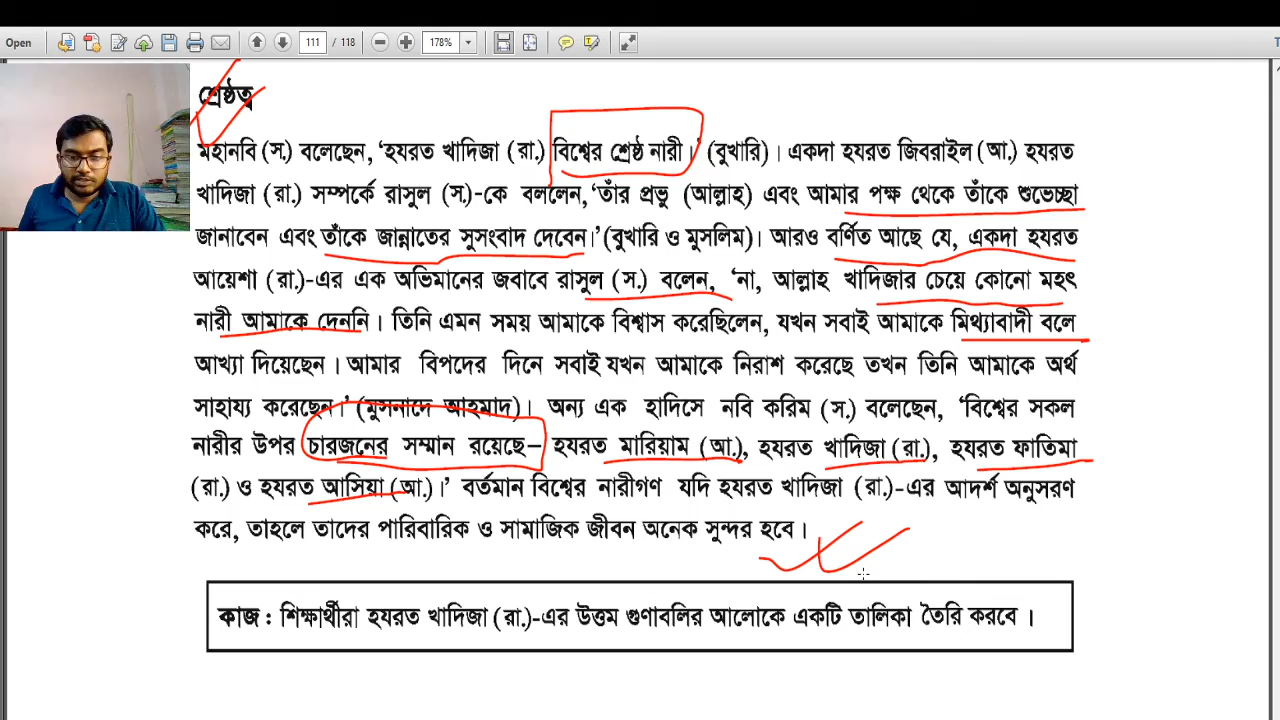 Open 111 / 118 178%
শ্রেষ্ঠত্ব
মহানবি (স.) বলেছেন, ‘হযরত খাদিজা (রা.) বিশ্বের শ্রেষ্ঠ নারী।’ (বুখারি)। একদা হযরত জিবরাইল (আ.) হযরত
খাদিজা (রা.) সম্পর্কে রাসুল (স.)-কে বললেন, ‘তাঁর প্রভু (আল্লাহ) এবং আমার পক্ষ থেকে তাঁকে শুভেচ্ছা
জানাবেন এবং তাঁকে জান্নাতের সুসংবাদ দেবেন।’ (বুখারি ও মুসলিম)। আরও বর্ণিত আছে যে, একদা হযরত
আয়েশা (রা.)-এর এক অভিমানের জবাবে রাসুল (স.) বলেন, ‘না, আল্লাহ খাদিজার চেয়ে কোনো মহৎ
নারী আমাকে দেননি। তিনি এমন সময় আমাকে বিশ্বাস করেছিলেন, যখন সবাই আমাকে মিথ্যাবাদী বলে
আখ্যা দিয়েছেন। আমার বিপদের দিনে সবাই যখন আমাকে নিরাশ করেছে তখন তিনি আমাকে অর্থ
সাহায্য করেছেন।’ (মুসনাদে আহমাদ)। অন্য এক হাদিসে নবি করিম (স.) বলেছেন, ‘বিশ্বের সকল
নারীর উপর চারজনের সম্মান রয়েছে– হযরত মারিয়াম (আ.), হযরত খাদিজা (রা.), হযরত ফাতিমা
(রা.) ও হযরত আসিয়া (আ.)।’ বর্তমান বিশ্বের নারীগণ যদি হযরত খাদিজা (রা.)-এর আদর্শ অনুসরণ
করে, তাহলে তাদের পারিবারিক ও সামাজিক জীবন অনেক সুন্দর হবে।
কাজ : শিক্ষার্থীরা হযরত খাদিজা (রা.)-এর উত্তম গুণাবলির আলোকে একটি তালিকা তৈরি করবে।